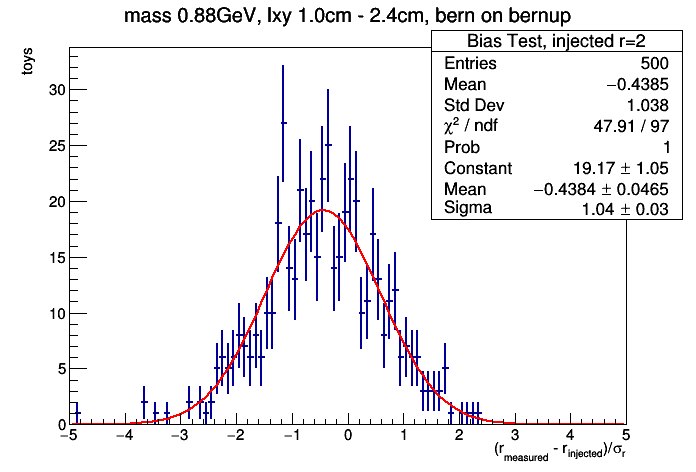 mass 0.88GeV, lxy 1.0cm - 2.4cm, bern on bernup
Bias Test, injected r=2
Entries 500
Mean −0.4385
Std Dev 1.038
χ² / ndf 47.91 / 97
Prob 1
Constant 19.17 ± 1.05
Mean −0.4384 ± 0.0465
Sigma 1.04 ± 0.03
toys
30
25
20
15
10
5
0
−5 −4 −3 −2 −1 0 1 2 3 4 5
(r_measured - r_injected)/σ_r